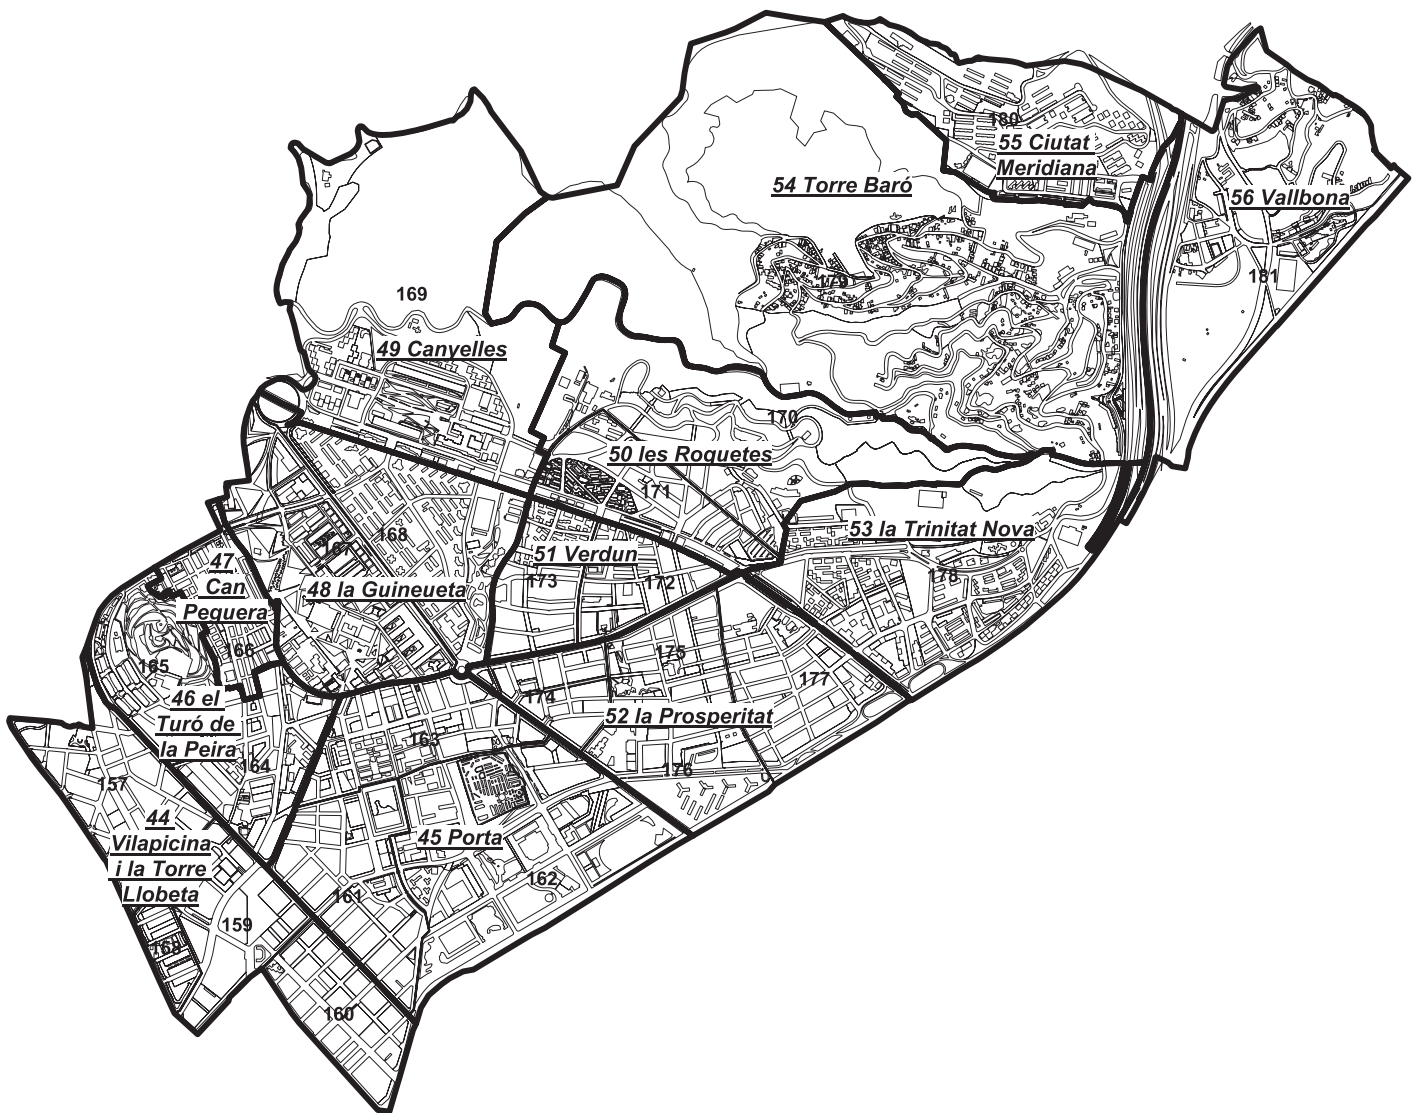 180
55 Ciutat
Meridiana
54 Torre Baró
56 Vallbona
179
181
169
49 Canyelles
170
50 les Roquetes
171
53 la Trinitat Nova
168
167
51 Verdun
47
Can
Pequera
48 la Guineueta
173
172
178
166
165
175
177
46 el
Turó de
la Peira
174
52 la Prosperitat
163
164
176
157
44
Vilapicina
i la Torre
Llobeta
45 Porta
162
161
159
168
160